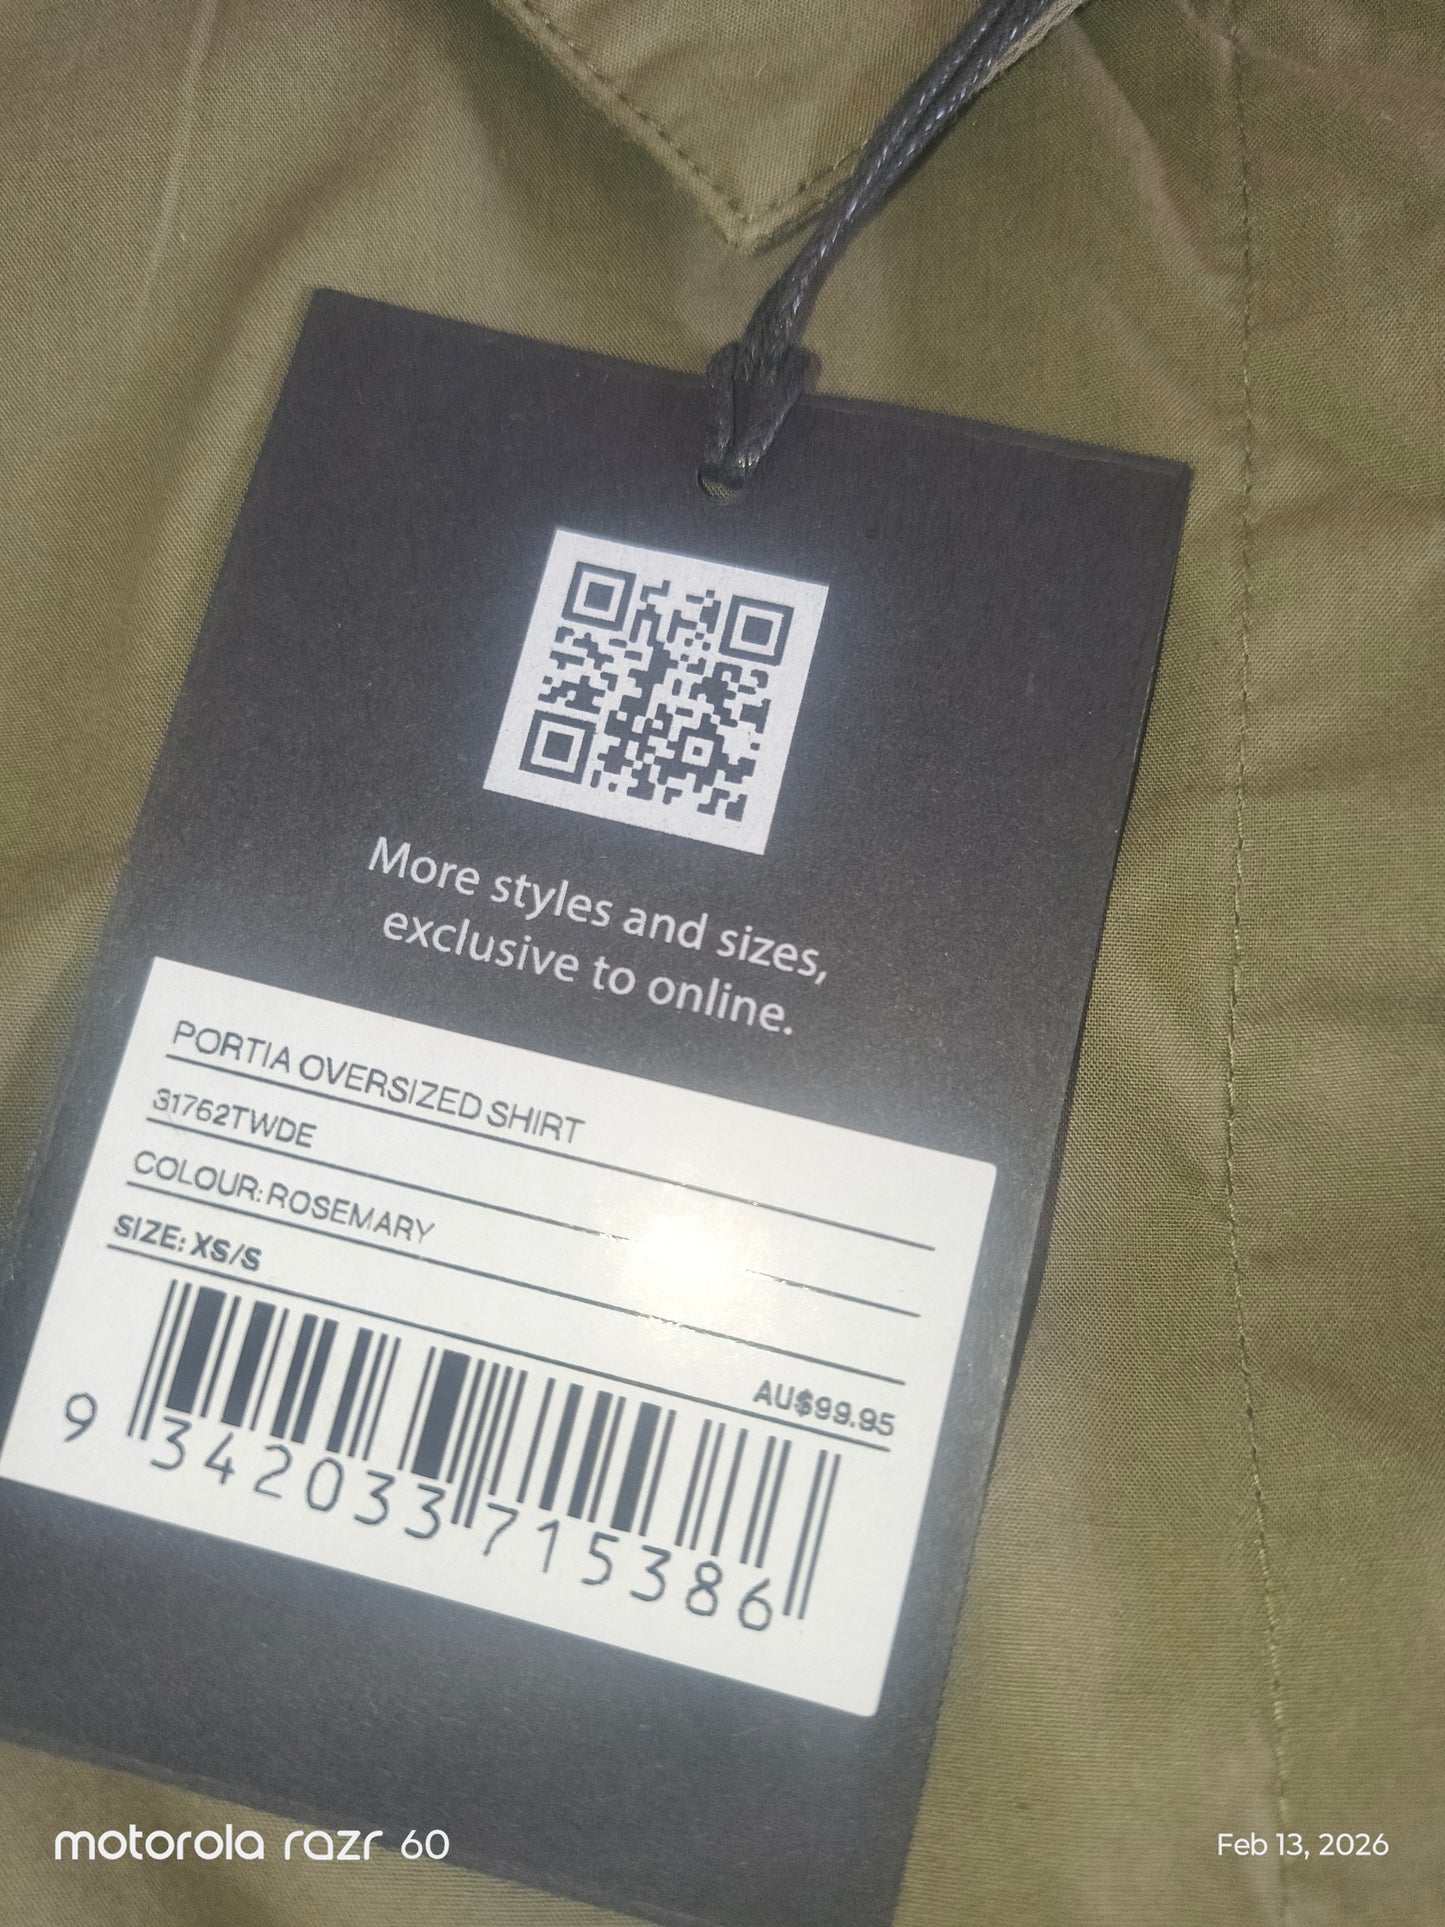 More styles and sizes,
exclusive to online.
PORTIA OVERSIZED SHIRT
31762TWDE
COLOUR: ROSEMARY
SIZE: XS/S
AU$99.95
9 342033 715386
motorola razr 60
Feb 13, 2026